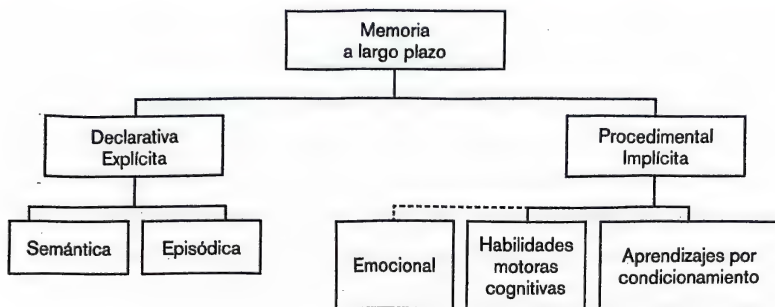 Memoria
a largo plazo
Declarativa
Explícita
Procedimental
Implícita
Semántica
Episódica
Emocional
Habilidades
motoras
cognitivas
Aprendizajes por
condicionamiento